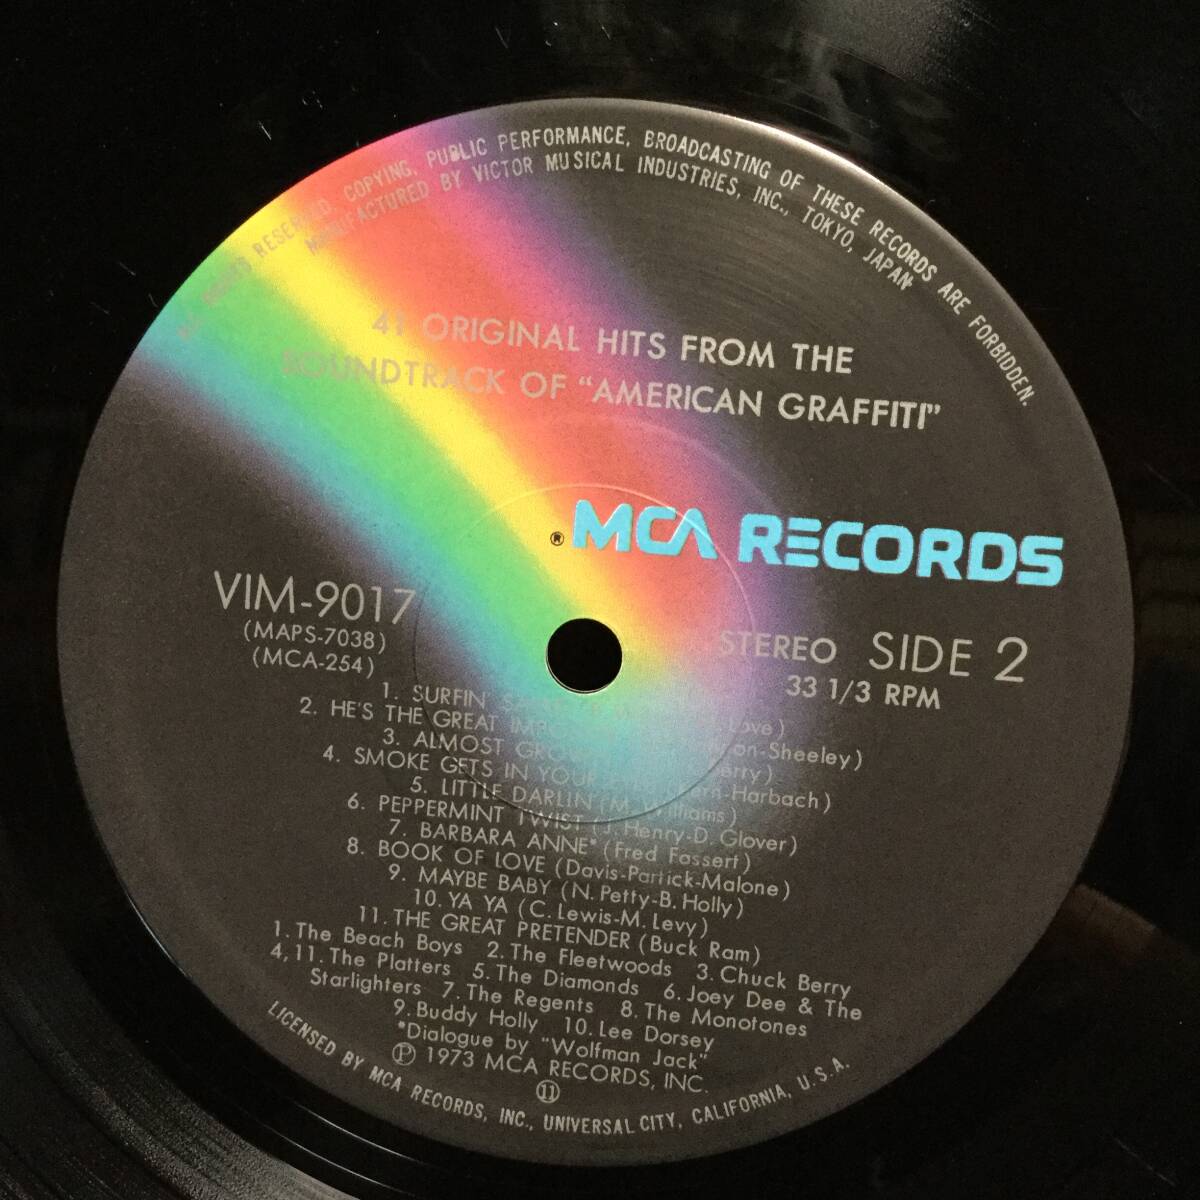 RESERVED, COPYING, PUBLIC PERFORMANCE, BROADCASTING OF THESE RECORDS ARE FORBIDDEN.
MANUFACTURED BY VICTOR MUSICAL INDUSTRIES, INC., TOKYO, JAPAN
41 ORIGINAL HITS FROM THE
SOUNDTRACK OF "AMERICAN GRAFFITI"
® MCA RECORDS
VIM-9017
(MAPS-7038)
(MCA-254)
STEREO SIDE 2
33 1/3 RPM
1. SURFIN' Love)
2. HE'S THE GREAT -Sheeley)
3. ALMOST
4. SMOKE GETS IN YOUR -Harbach)
5. LITTLE DARLIN' (M. Williams)
6. PEPPERMINT TWIST (J. Henry-D. Glover)
7. BARBARA ANNE* (Fred Fassert)
8. BOOK OF LOVE (Davis-Partick-Malone)
9. MAYBE BABY (N. Petty-B. Holly)
10. YA YA (C. Lewis-M. Levy)
11. THE GREAT PRETENDER (Buck Ram)
1. The Beach Boys 2. The Fleetwoods 3. Chuck Berry
4, 11. The Platters 5. The Diamonds 6. Joey Dee & The
Starlighters 7. The Regents 8. The Monotones
9. Buddy Holly 10. Lee Dorsey
*Dialogue by "Wolfman Jack"
Ⓟ 1973 MCA RECORDS, INC.
⑪
LICENSED BY MCA RECORDS, INC., UNIVERSAL CITY, CALIFORNIA, U.S.A.